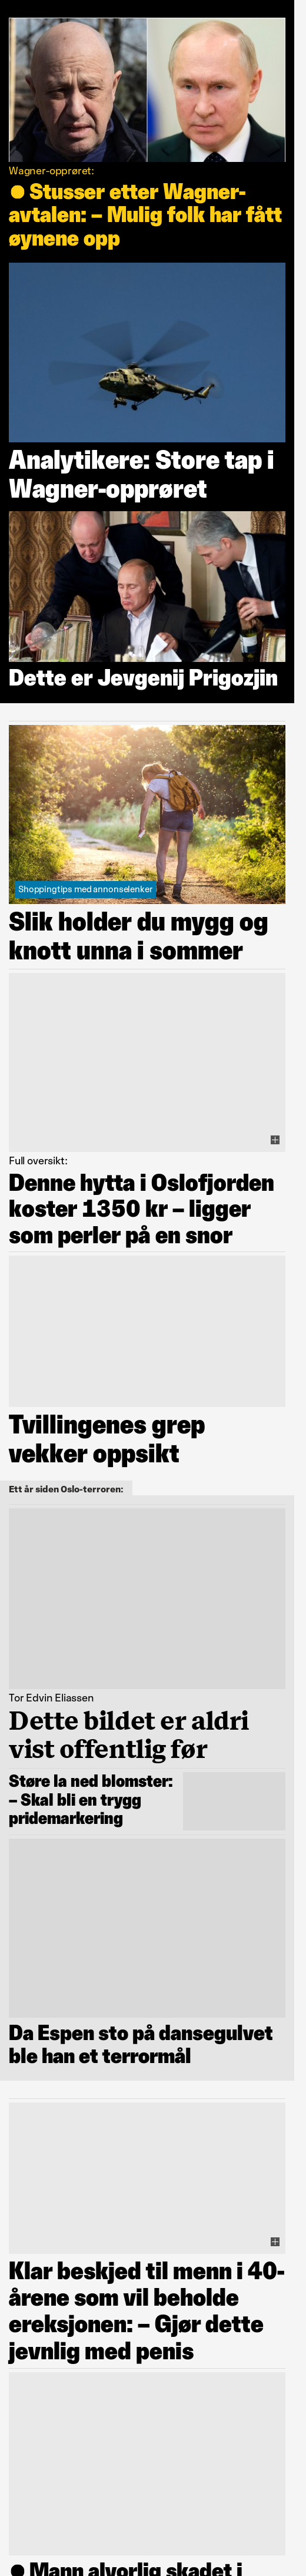 Wagner-opprøret:
● Stusser etter Wagner-
avtalen: – Mulig folk har fått
øynene opp
Analytikere: Store tap i
Wagner-opprøret
Dette er Jevgenij Prigozjin
Shoppingtips med annonselenker
Slik holder du mygg og
knott unna i sommer
Full oversikt:
Denne hytta i Oslofjorden
koster 1350 kr – ligger
som perler på en snor
Tvillingenes grep
vekker oppsikt
Ett år siden Oslo-terroren:
Tor Edvin Eliassen
Dette bildet er aldri
vist offentlig før
Støre la ned blomster:
– Skal bli en trygg
pridemarkering
Da Espen sto på dansegulvet
ble han et terrormål
Klar beskjed til menn i 40-
årene som vil beholde
ereksjonen: – Gjør dette
jevnlig med penis
● Mann alvorlig skadet i